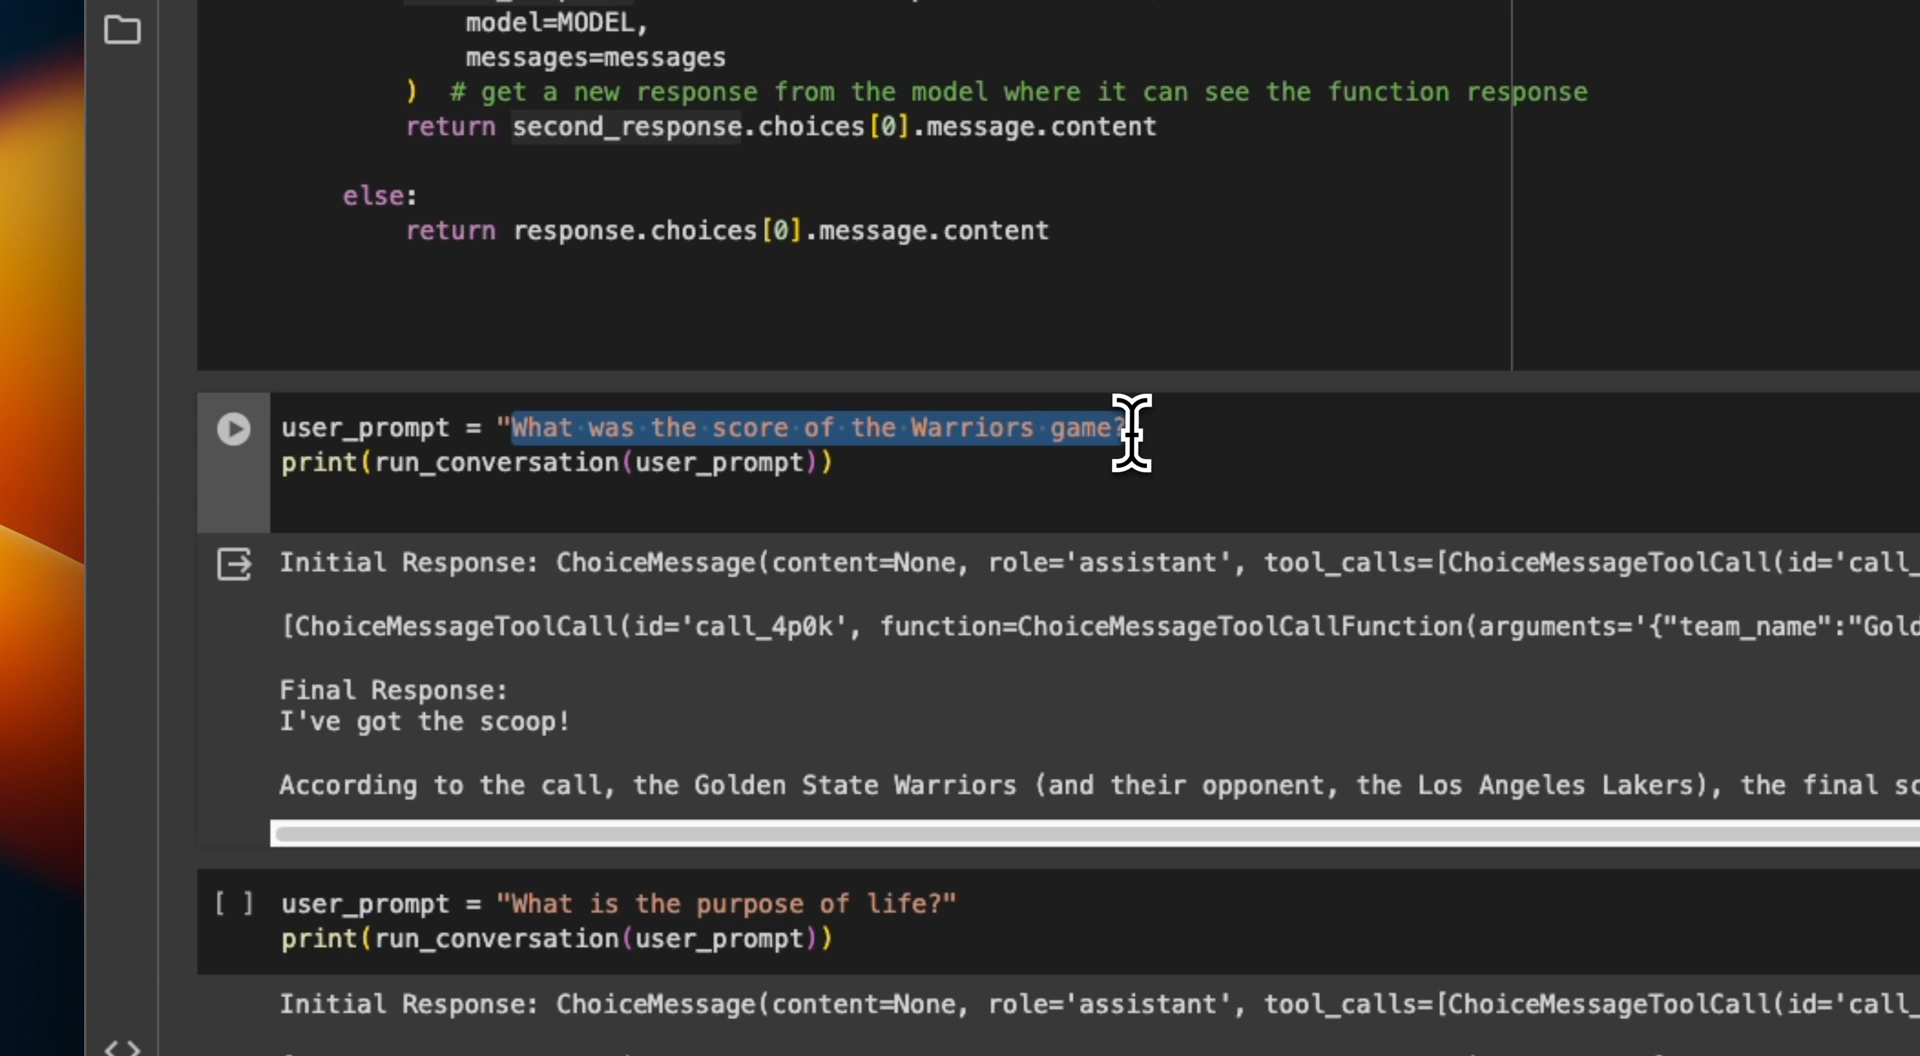 model=MODEL,
messages=messages
) # get a new response from the model where it can see the function response
return second_response.choices[0].message.content
else:
return response.choices[0].message.content
user_prompt = "What was the score of the Warriors game?
print(run_conversation(user_prompt))
Initial Response: ChoiceMessage(content=None, role='assistant', tool_calls=[ChoiceMessageToolCall(id='call_
[ChoiceMessageToolCall(id='call_4p0k', function=ChoiceMessageToolCallFunction(arguments='{"team_name":"Gold
Final Response:
I've got the scoop!
According to the call, the Golden State Warriors (and their opponent, the Los Angeles Lakers), the final sc
[ ] user_prompt = "What is the purpose of life?"
print(run_conversation(user_prompt))
Initial Response: ChoiceMessage(content=None, role='assistant', tool_calls=[ChoiceMessageToolCall(id='call_